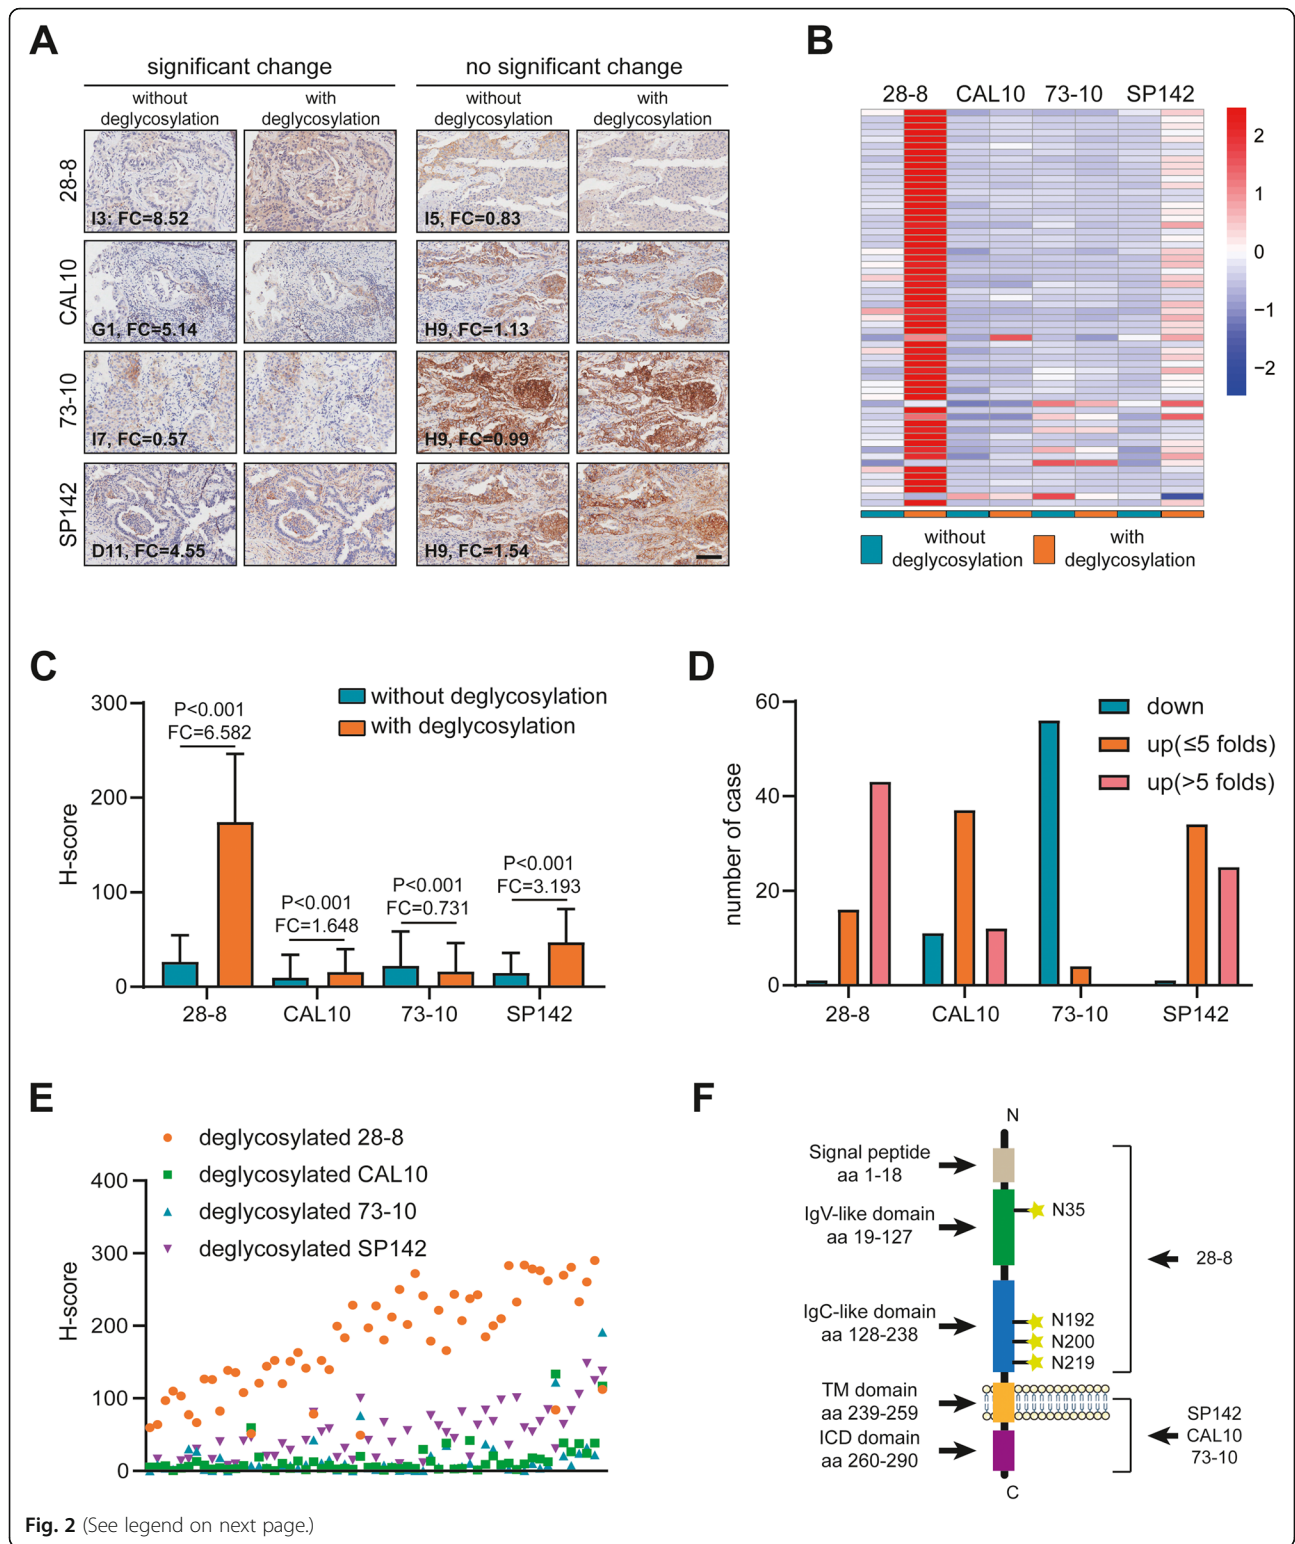 A
significant change
no significant change
without
deglycosylation
with
deglycosylation
without
deglycosylation
with
deglycosylation
28-8
I3: FC=8.52
I5, FC=0.83
CAL10
G1, FC=5.14
H9, FC=1.13
73-10
I7, FC=0.57
H9, FC=0.99
SP142
D11, FC=4.55
H9, FC=1.54
B
28-8 CAL10 73-10 SP142
2
1
0
−1
−2
without
deglycosylation
with
deglycosylation
C
without deglycosylation
with deglycosylation
H-score
300
200
100
0
P<0.001
FC=6.582
P<0.001
FC=1.648
P<0.001
FC=0.731
P<0.001
FC=3.193
28-8 CAL10 73-10 SP142
D
down
up(≤5 folds)
up(>5 folds)
number of case
60
40
20
0
28-8 CAL10 73-10 SP142
E
deglycosylated 28-8
deglycosylated CAL10
deglycosylated 73-10
deglycosylated SP142
H-score
400
300
200
100
0
F
N
Signal peptide
aa 1-18
IgV-like domain
aa 19-127
N35
28-8
IgC-like domain
aa 128-238
N192
N200
N219
TM domain
aa 239-259
ICD domain
aa 260-290
SP142
CAL10
73-10
C
Fig. 2 (See legend on next page.)